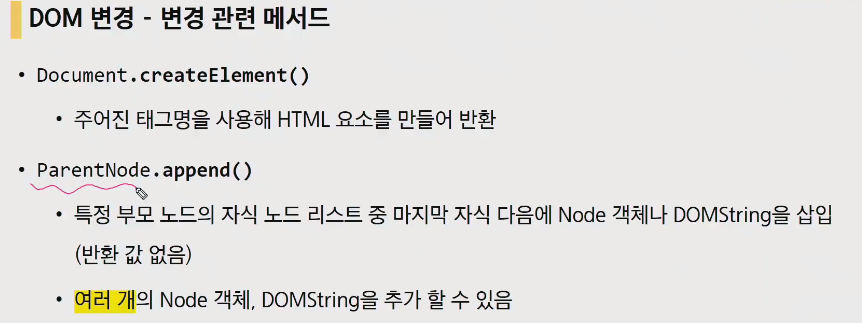 DOM 변경 - 변경 관련 메서드
• Document.createElement()
• 주어진 태그명을 사용해 HTML 요소를 만들어 반환
• ParentNode.append()
• 특정 부모 노드의 자식 노드 리스트 중 마지막 자식 다음에 Node 객체나 DOMString을 삽입
(반환 값 없음)
• 여러 개의 Node 객체, DOMString을 추가 할 수 있음